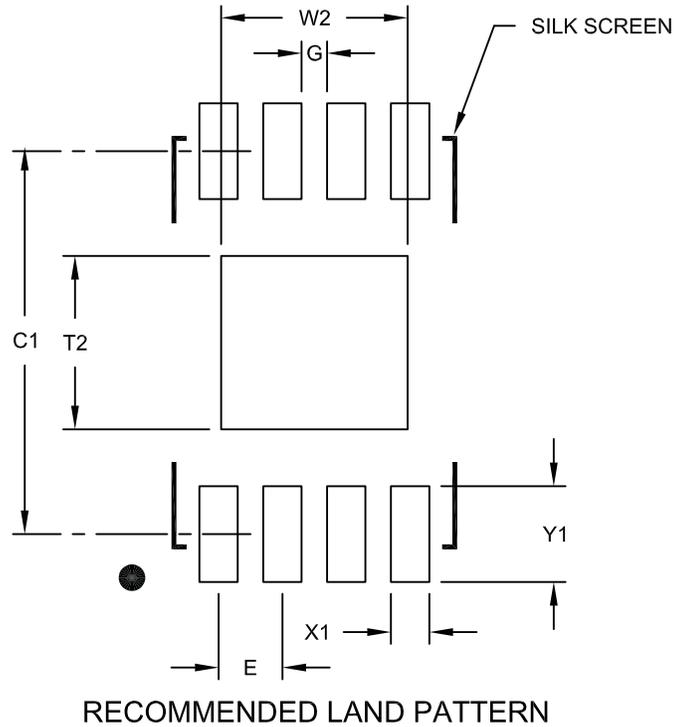 W2
SILK SCREEN
G
C1
T2
Y1
X1
E
RECOMMENDED LAND PATTERN